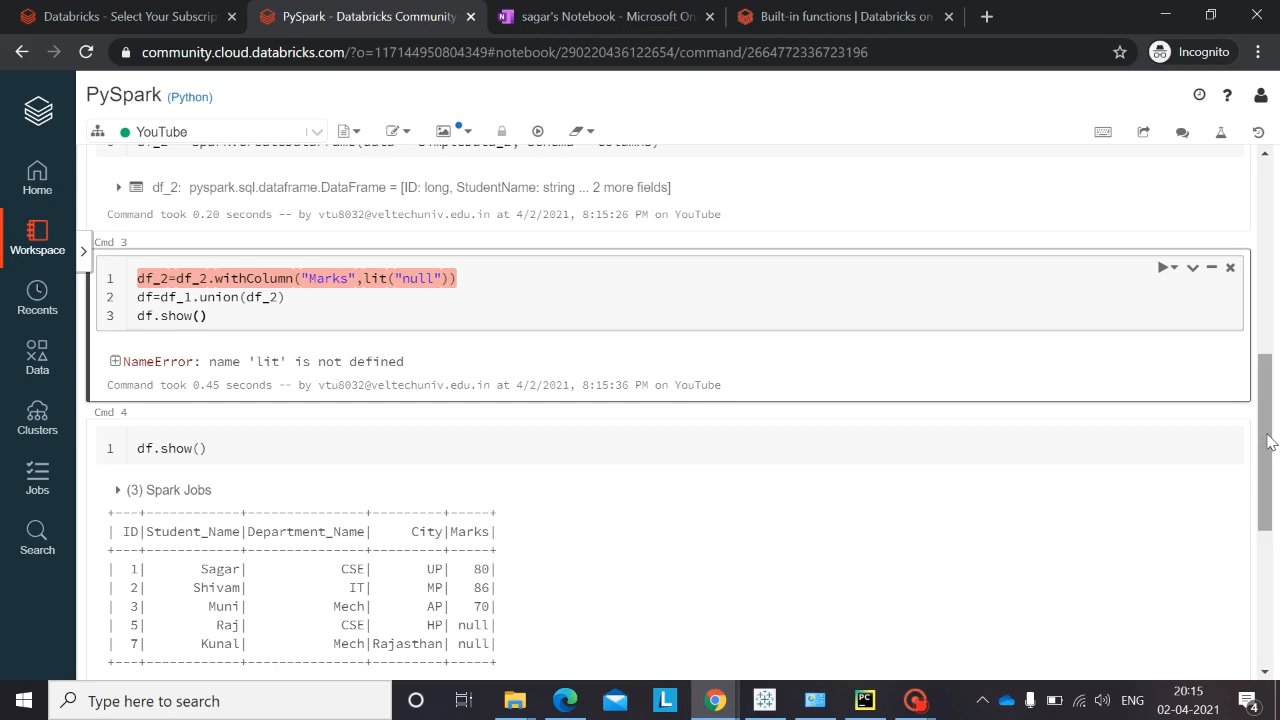 Databricks - Select Your Subscrip
PySpark - Databricks Community
sagar's Notebook - Microsoft On
Built-in functions | Databricks on
community.cloud.databricks.com/?o=117144950804349#notebook/290220436122654/command/2664772336723196
Incognito
PySpark (Python)
YouTube
Home
Workspace
Recents
Data
Clusters
Jobs
Search
df_2: pyspark.sql.dataframe.DataFrame = [ID: long, StudentName: string ... 2 more fields]
Command took 0.20 seconds -- by vtu8032@veltechuniv.edu.in at 4/2/2021, 8:15:26 PM on YouTube
Cmd 3
1 df_2=df_2.withColumn("Marks",lit("null"))
2 df=df_1.union(df_2)
3 df.show()
NameError: name 'lit' is not defined
Command took 0.45 seconds -- by vtu8032@veltechuniv.edu.in at 4/2/2021, 8:15:36 PM on YouTube
Cmd 4
1 df.show()
(3) Spark Jobs
+---+------------+---------------+---------+-----+
| ID|Student_Name|Department_Name|     City|Marks|
+---+------------+---------------+---------+-----+
|  1|       Sagar|            CSE|       UP|   80|
|  2|      Shivam|             IT|       MP|   86|
|  3|        Muni|           Mech|       AP|   70|
|  5|         Raj|            CSE|       HP| null|
|  7|       Kunal|           Mech|Rajasthan| null|
+---+------------+---------------+---------+-----+
Type here to search
L
PC
ENG
20:15
02-04-2021
4